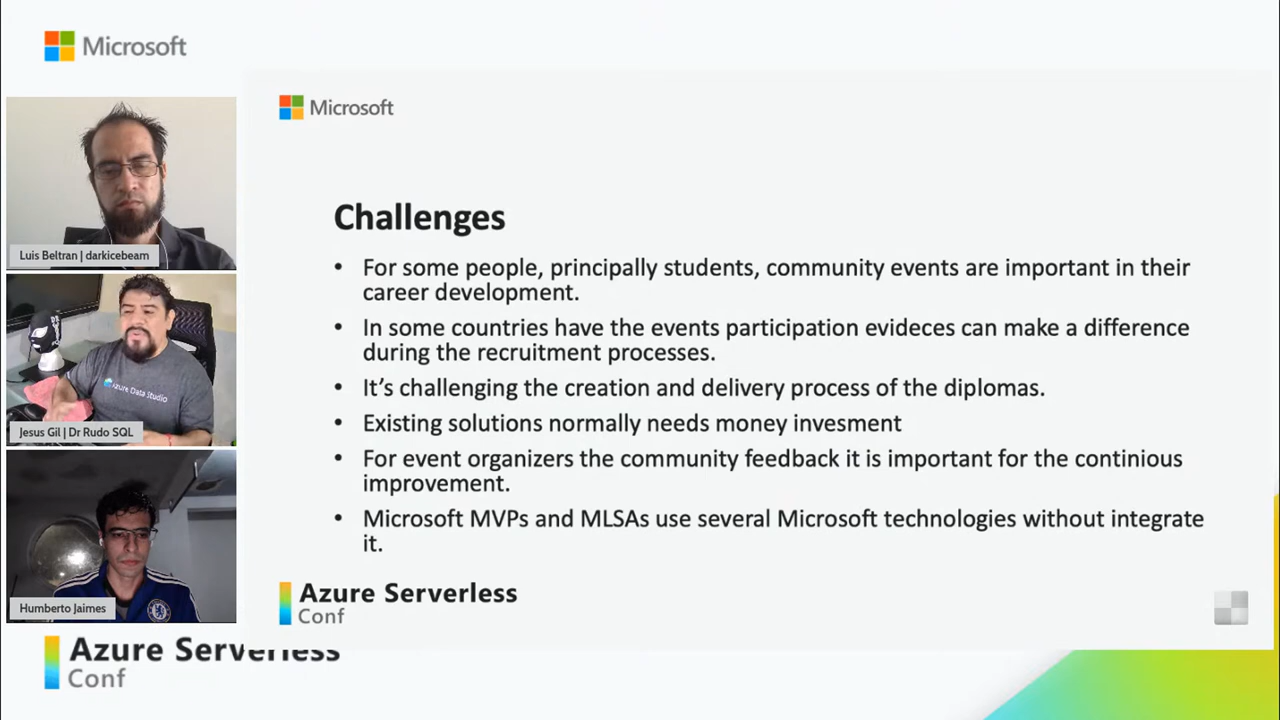 Microsoft
Microsoft
Luis Beltran | darkicebeam
Azure Data Studio
Jesus Gil | Dr Rudo SQL
Humberto Jaimes
Challenges
• For some people, principally students, community events are important in their
career development.
• In some countries have the events participation evideces can make a difference
during the recruitment processes.
• It's challenging the creation and delivery process of the diplomas.
• Existing solutions normally needs money invesment
• For event organizers the community feedback it is important for the continious
improvement.
• Microsoft MVPs and MLSAs use several Microsoft technologies without integrate
it.
Azure Serverless
Conf
Azure Serverless
Conf